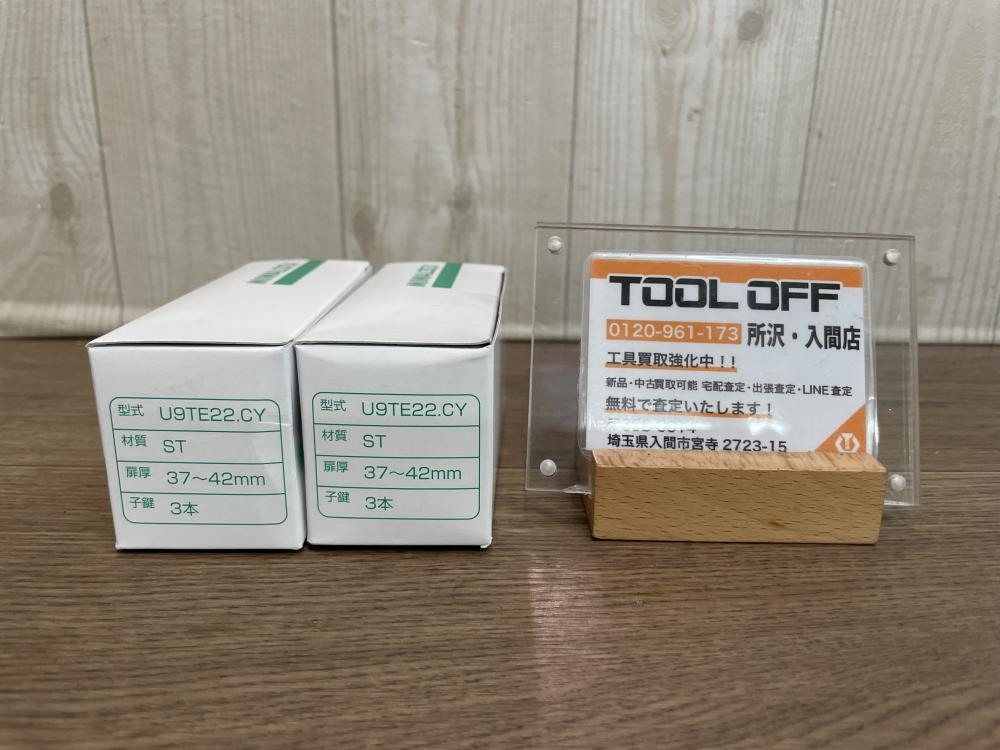 型式 U9TE22.CY
材質 ST
扉厚 37～42mm
子鍵 3本
型式 U9TE22.CY
材質 ST
扉厚 37～42mm
子鍵 3本
TOOL OFF
0120-961-173 所沢・入間店
工具買取強化中!!
新品・中古買取可能 宅配査定・出張査定・LINE査定
無料で査定いたします!
埼玉県入間市宮寺 2723-15